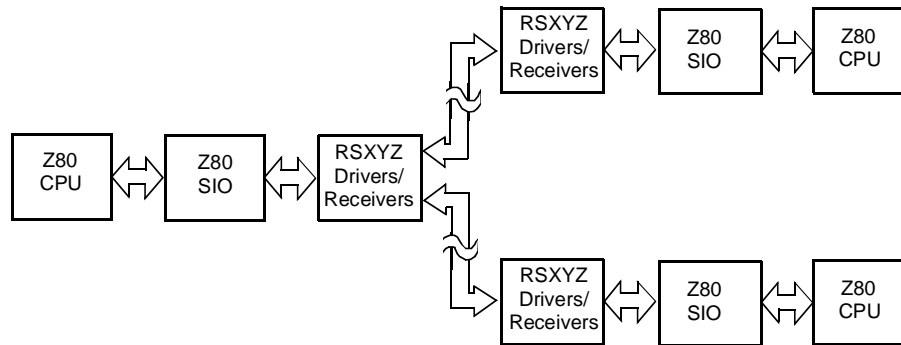 RSXYZ
Drivers/
Receivers
Z80
SIO
Z80
CPU
Z80
CPU
Z80
SIO
RSXYZ
Drivers/
Receivers
RSXYZ
Drivers/
Receivers
Z80
SIO
Z80
CPU